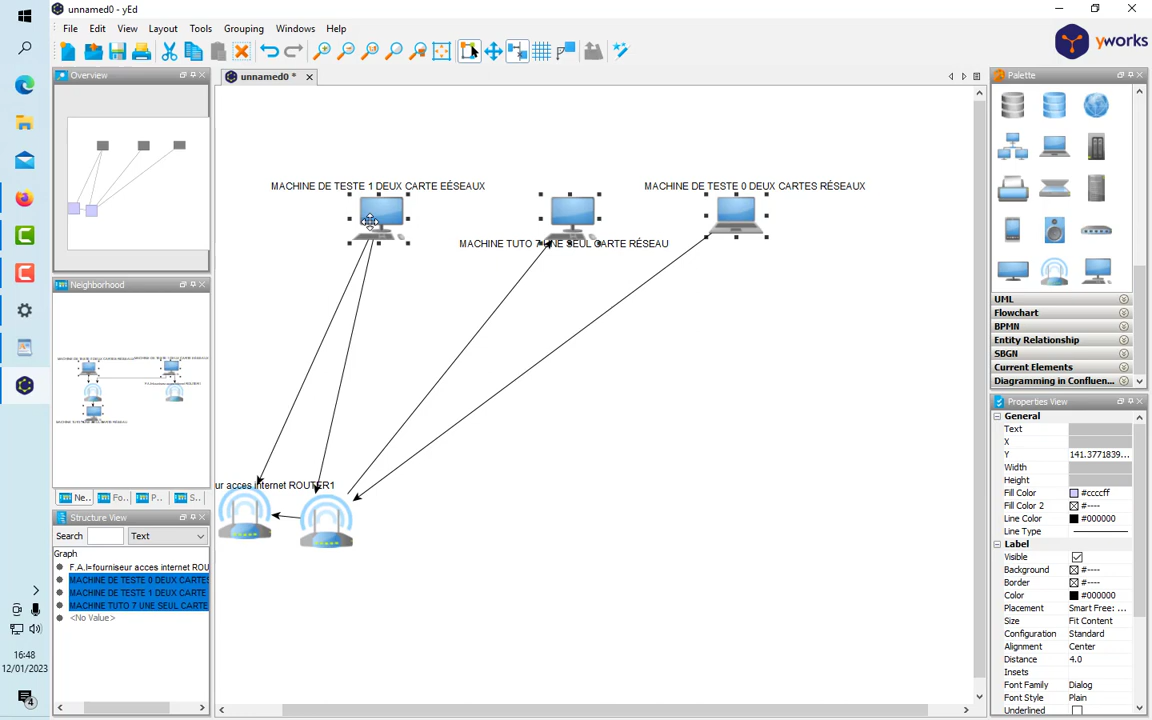 unnamed0 - yEd
File Edit View Layout Tools Grouping Windows Help
yworks
Overview
unnamed0 *
Palette
MACHINE DE TESTE 1 DEUX CARTE EÉSEAUX
MACHINE DE TESTE 0 DEUX CARTES RÉSEAUX
MACHINE TUTO 7 UNE SEUL CARTE RÉSEAU
Neighborhood
UML
Flowchart
BPMN
Entity Relationship
SBGN
Current Elements
Diagramming in Confluen...
Properties View
General
Text
X
Y 141.3771839...
Width
Height
Fill Color #ccccff
Fill Color 2 #----
Line Color #000000
Line Type
Label
Visible
Background #----
Border #----
Color #000000
Placement Smart Free: ...
Size Fit Content
Configuration Standard
Alignment Center
Distance 4.0
Insets
Font Family Dialog
Font Style Plain
Underlined
ur acces internet ROUTER1
Ne... Fo... P... S...
Structure View
Search Text
Graph
F.A.I=fourniseur acces internet ROU
MACHINE DE TESTE 0 DEUX CARTES
MACHINE DE TESTE 1 DEUX CARTE
MACHINE TUTO 7 UNE SEUL CARTE
<No Value>
16:48
12/01/2023
4